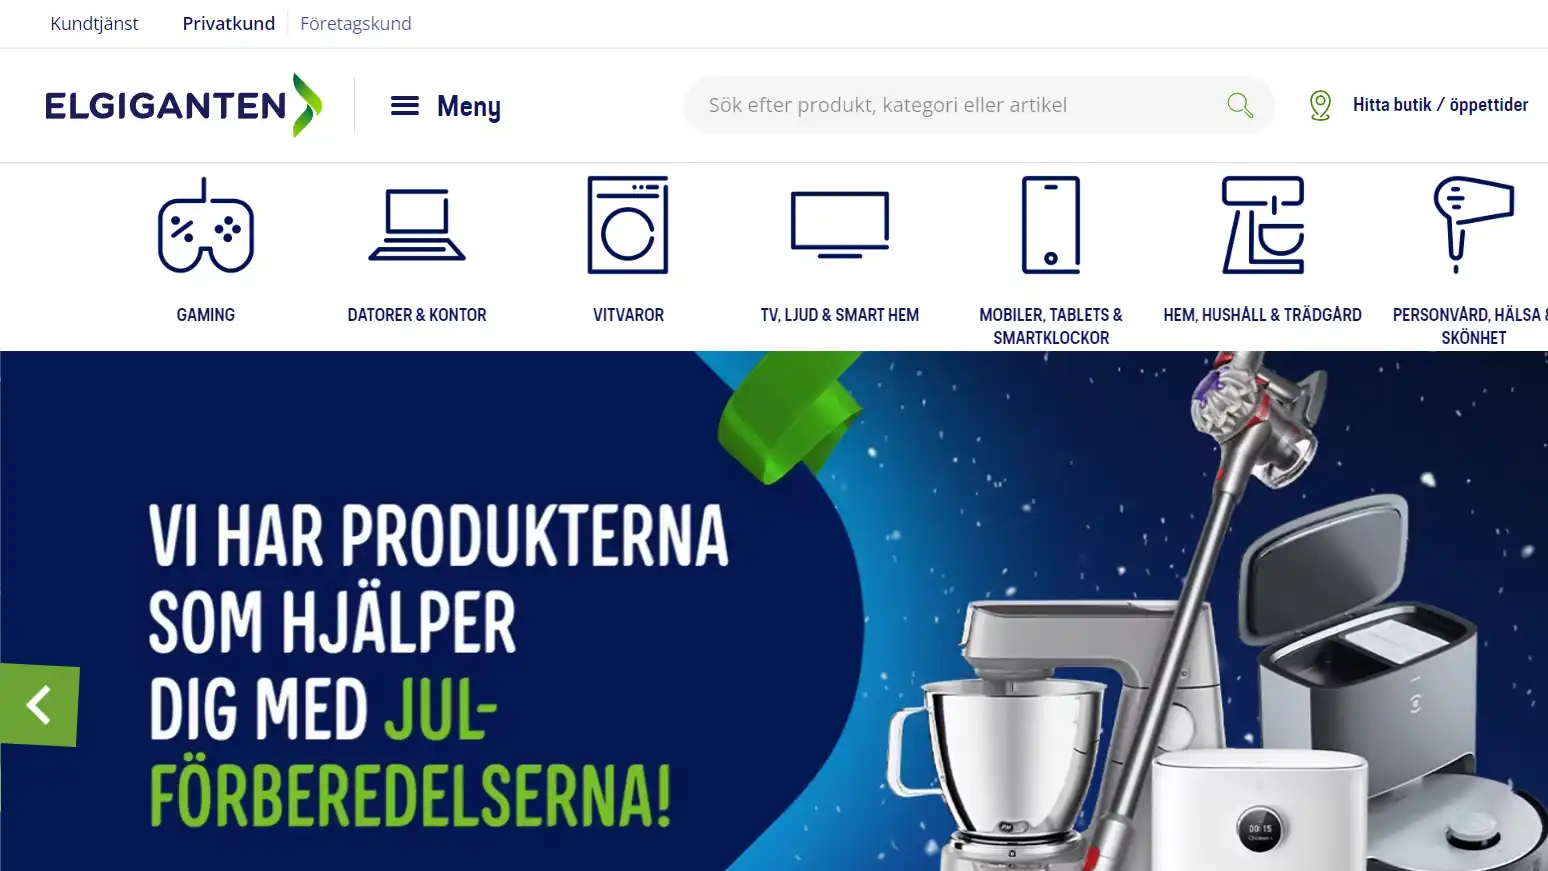 Kundtjänst Privatkund Företagskund
ELGIGANTEN Meny Sök efter produkt, kategori eller artikel Hitta butik / öppettider
GAMING
DATORER & KONTOR
VITVAROR
TV, LJUD & SMART HEM
MOBILER, TABLETS &
SMARTKLOCKOR
HEM, HUSHÅLL & TRÄDGÅRD
PERSONVÅRD, HÄLSA &
SKÖNHET
VI HAR PRODUKTERNA
SOM HJÄLPER
DIG MED JUL-
FÖRBEREDELSERNA!
00:15